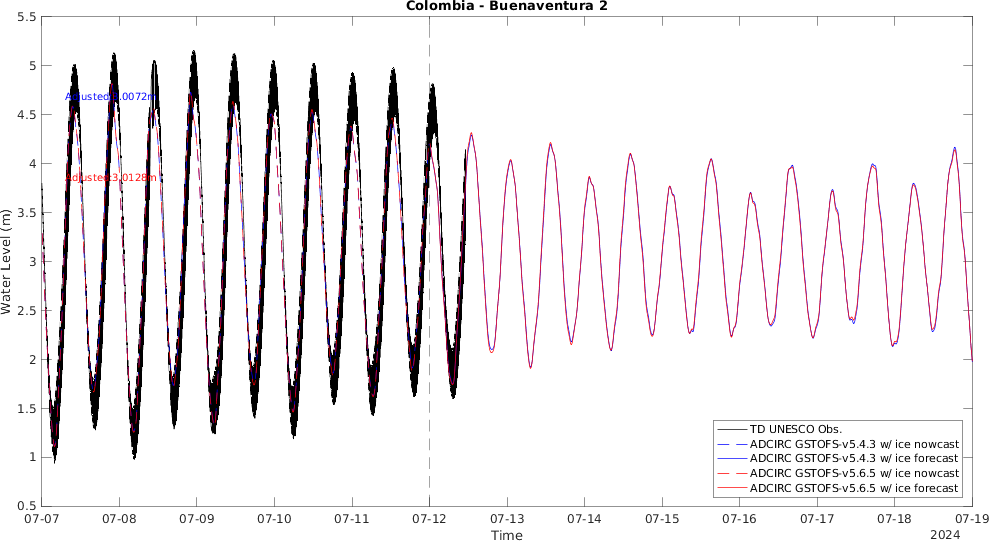 Colombia - Buenaventura 2
5.5
5
4.5
4
3.5
3
2.5
2
1.5
1
0.5
Water Level (m)
Adjusted:
Adjusted:3.0128m
07-07 07-08 07-09 07-10 07-11 07-12 07-13 07-14 07-15 07-16 07-17 07-18 07-19
Time
2024
TD UNESCO Obs.
ADCIRC GSTOFS-v5.4.3 w/ ice nowcast
ADCIRC GSTOFS-v5.4.3 w/ ice forecast
ADCIRC GSTOFS-v5.6.5 w/ ice nowcast
ADCIRC GSTOFS-v5.6.5 w/ ice forecast